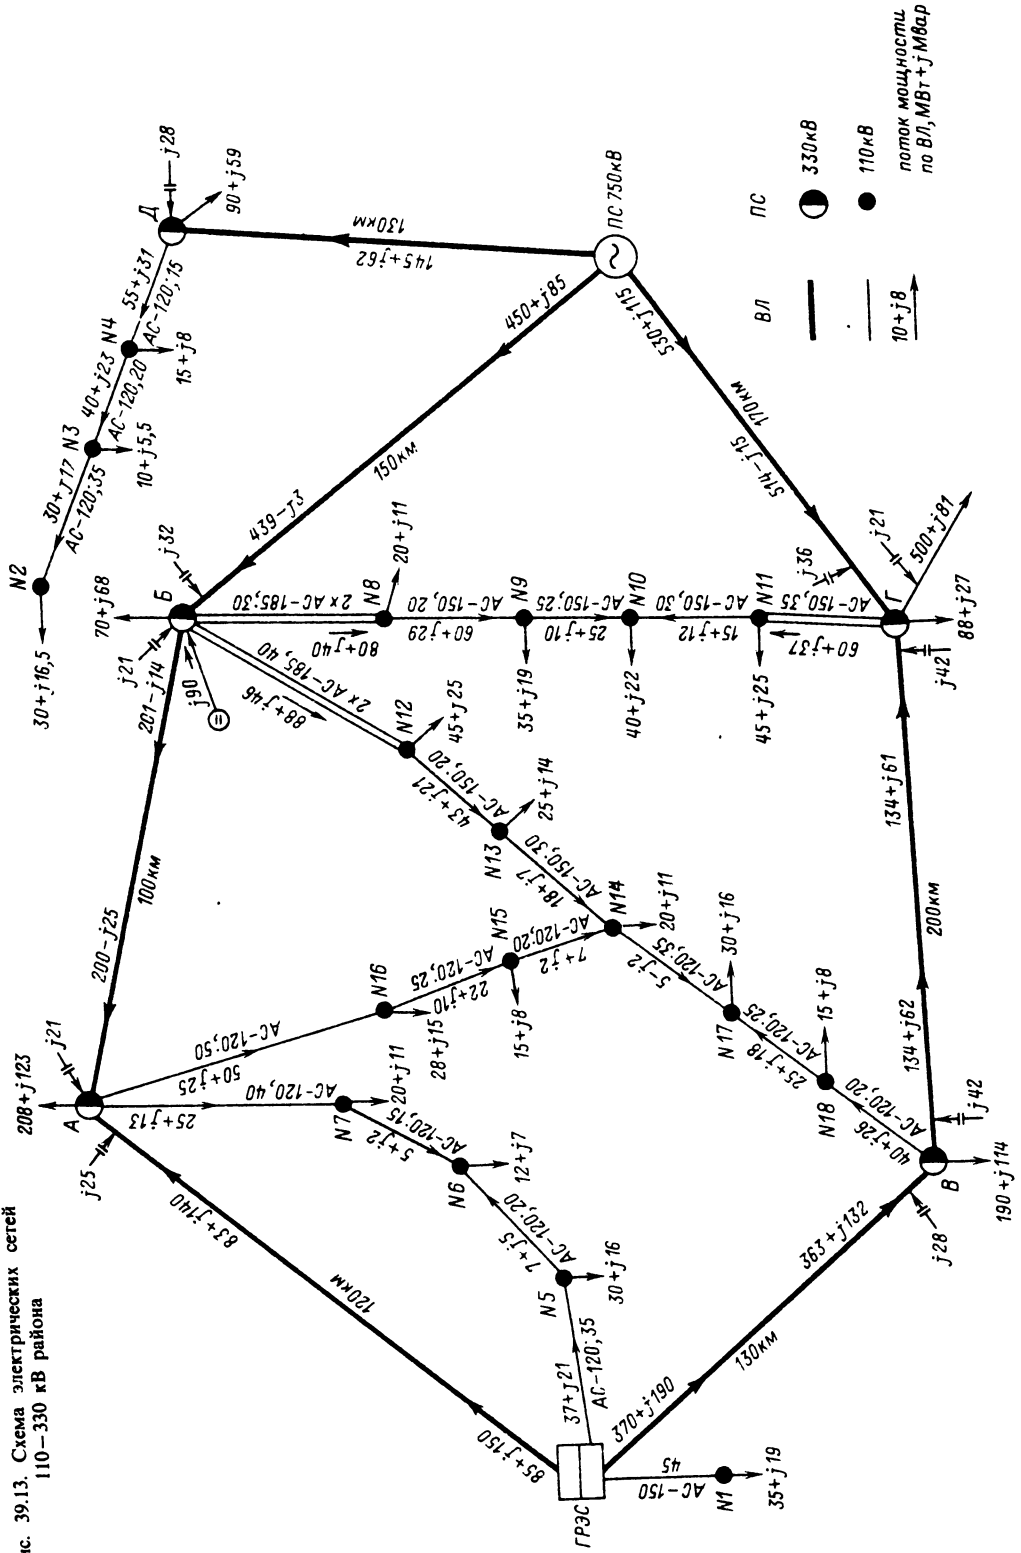 ис. 39.13. Схема электрических сетей
110—330 кВ района
208+j123
j21
А
j25
25+j13
АС-120,40
50+j25
АС-120;50
200-j25
100км
201-j14
j21
70+j68
Б
j32
j90
88+j46
2 х АС-185,40
80+j40
2 х АС-185;30
439-j3
150км
450+j85
N2
30+j16,5
30+j17
АС-120;35
N3
10+j5,5
40+j23
АС-120,20
N4
15+j8
55+j31
АС-120;15
Д
j28
90+j59
130км
145+j62
ПС 750кВ
530+j115
170км
514-j15
N8
20+j11
60+j29
АС-150,20
N9
35+j19
25+j10
АС-150;25
N10
40+j22
15+j12
АС-150,30
N11
45+j25
60+j37
АС-150,35
j36
Г
j21
500+j81
88+j27
j42
N12
45+j25
43+j21
АС-150;20
N13
25+j14
18+j7
АС-150;30
N14
20+j11
N16
28+j15
22+j10
АС-120;25
N15
15+j8
7+j2
АС-120;20
5-j2
АС-120;35
N17
30+j16
25+j18
АС-120;25
N18
15+j8
40+j26
АС-120;20
N7
20+j11
5+j2
АС-120;15
N6
12+j7
7+j5
АС-120;20
N5
30+j16
37+j21
АС-120;35
83+j140
120км
85+j150
ГРЭС
370+j190
130км
363+j132
АС-150
45
N1
35+j19
j28
В
190+j114
j42
134+j62
200км
134+j61
ВЛ
ПС
330кВ
110кВ
10+j8
поток мощности
по ВЛ, МВт+jМвар